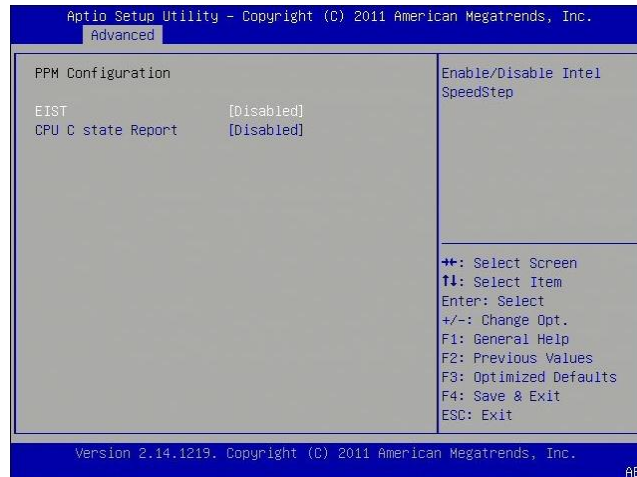 Aptio Setup Utility – Copyright (C) 2011 American Megatrends, Inc.
Advanced
PPM Configuration
EIST [Disabled]
CPU C state Report [Disabled]
Enable/Disable Intel
SpeedStep
→←: Select Screen
↑↓: Select Item
Enter: Select
+/-: Change Opt.
F1: General Help
F2: Previous Values
F3: Optimized Defaults
F4: Save & Exit
ESC: Exit
Version 2.14.1219. Copyright (C) 2011 American Megatrends, Inc.